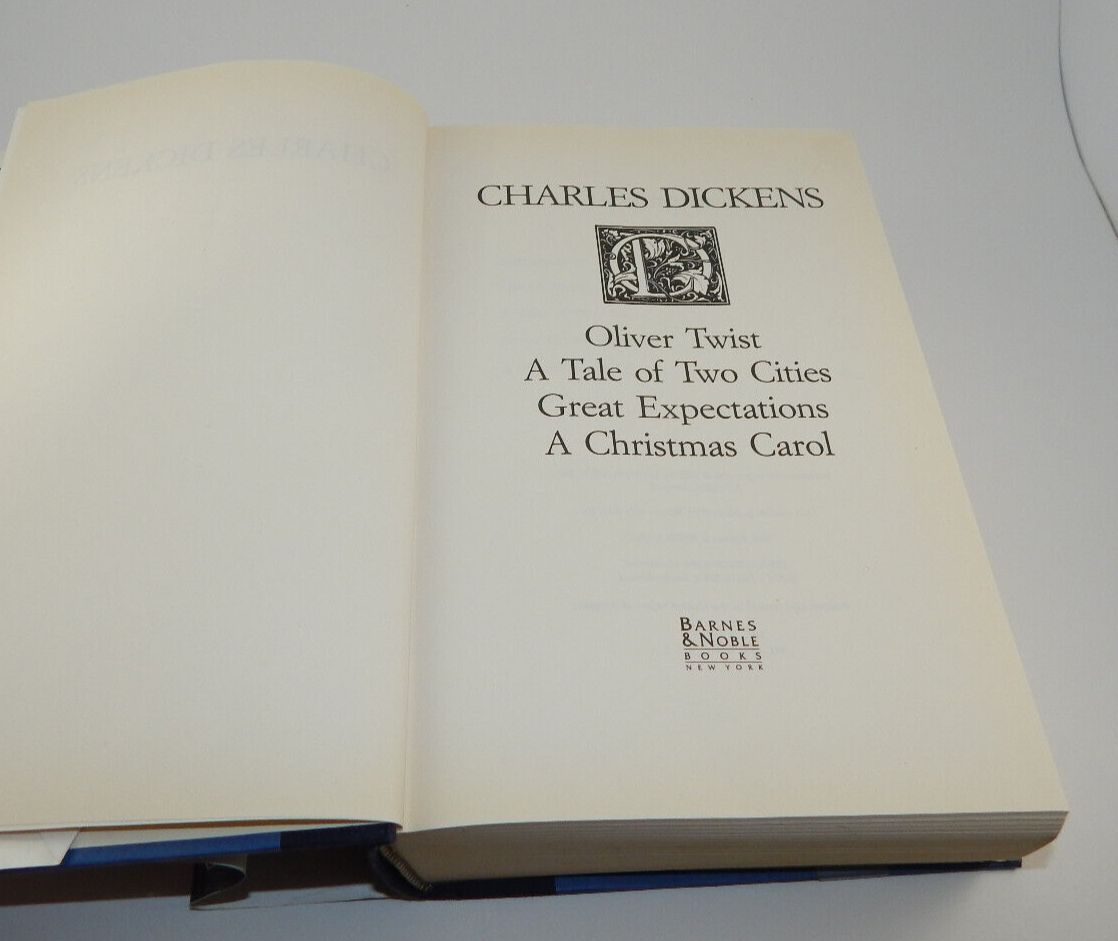 CHARLES DICKENS
Oliver Twist
A Tale of Two Cities
Great Expectations
A Christmas Carol
BARNES
&NOBLE
BOOKS
NEW YORK